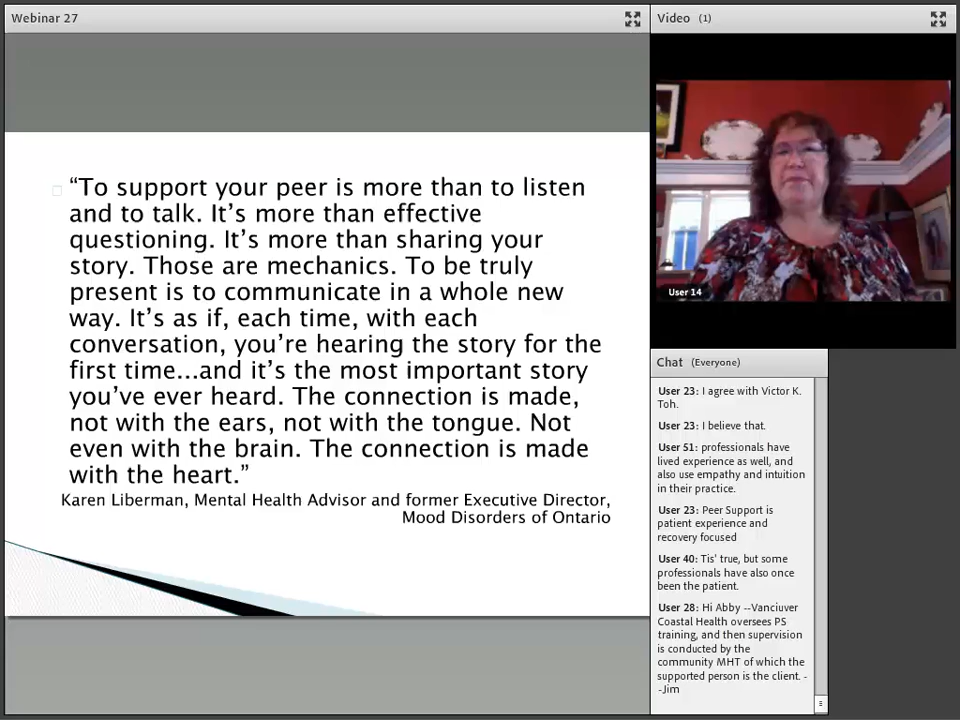 Webinar 27
“To support your peer is more than to listen
and to talk. It’s more than effective
questioning. It’s more than sharing your
story. Those are mechanics. To be truly
present is to communicate in a whole new
way. It’s as if, each time, with each
conversation, you’re hearing the story for the
first time...and it’s the most important story
you’ve ever heard. The connection is made,
not with the ears, not with the tongue. Not
even with the brain. The connection is made
with the heart.”
Karen Liberman, Mental Health Advisor and former Executive Director,
Mood Disorders of Ontario
Video (1)
User 14
Chat (Everyone)
User 23: I agree with Victor K.
Toh.
User 23: I believe that.
User 51: professionals have
lived experience as well, and
also use empathy and intuition
in their practice.
User 23: Peer Support is
patient experience and
recovery focused
User 40: Tis' true, but some
professionals have also once
been the patient.
User 28: Hi Abby --Vanciuver
Coastal Health oversees PS
training, and then supervision
is conducted by the
community MHT of which the
supported person is the client. -
-Jim